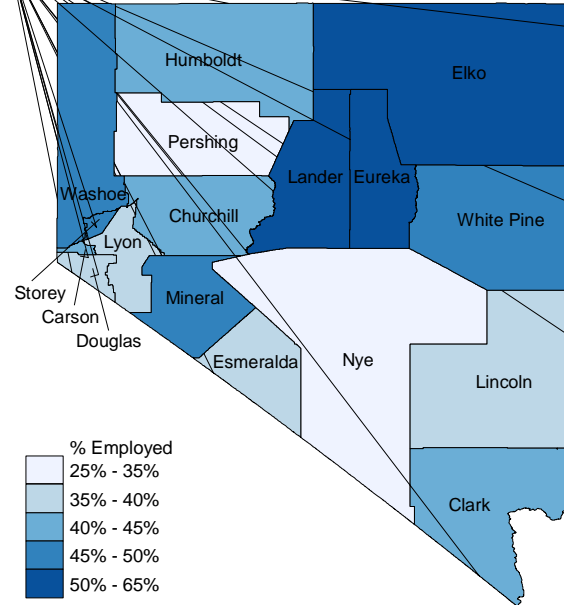 Humboldt
Elko
Pershing
Lander
Eureka
Washoe
Churchill
White Pine
Lyon
Storey
Carson
Douglas
Mineral
Esmeralda
Nye
Lincoln
Clark
% Employed
25% - 35%
35% - 40%
40% - 45%
45% - 50%
50% - 65%